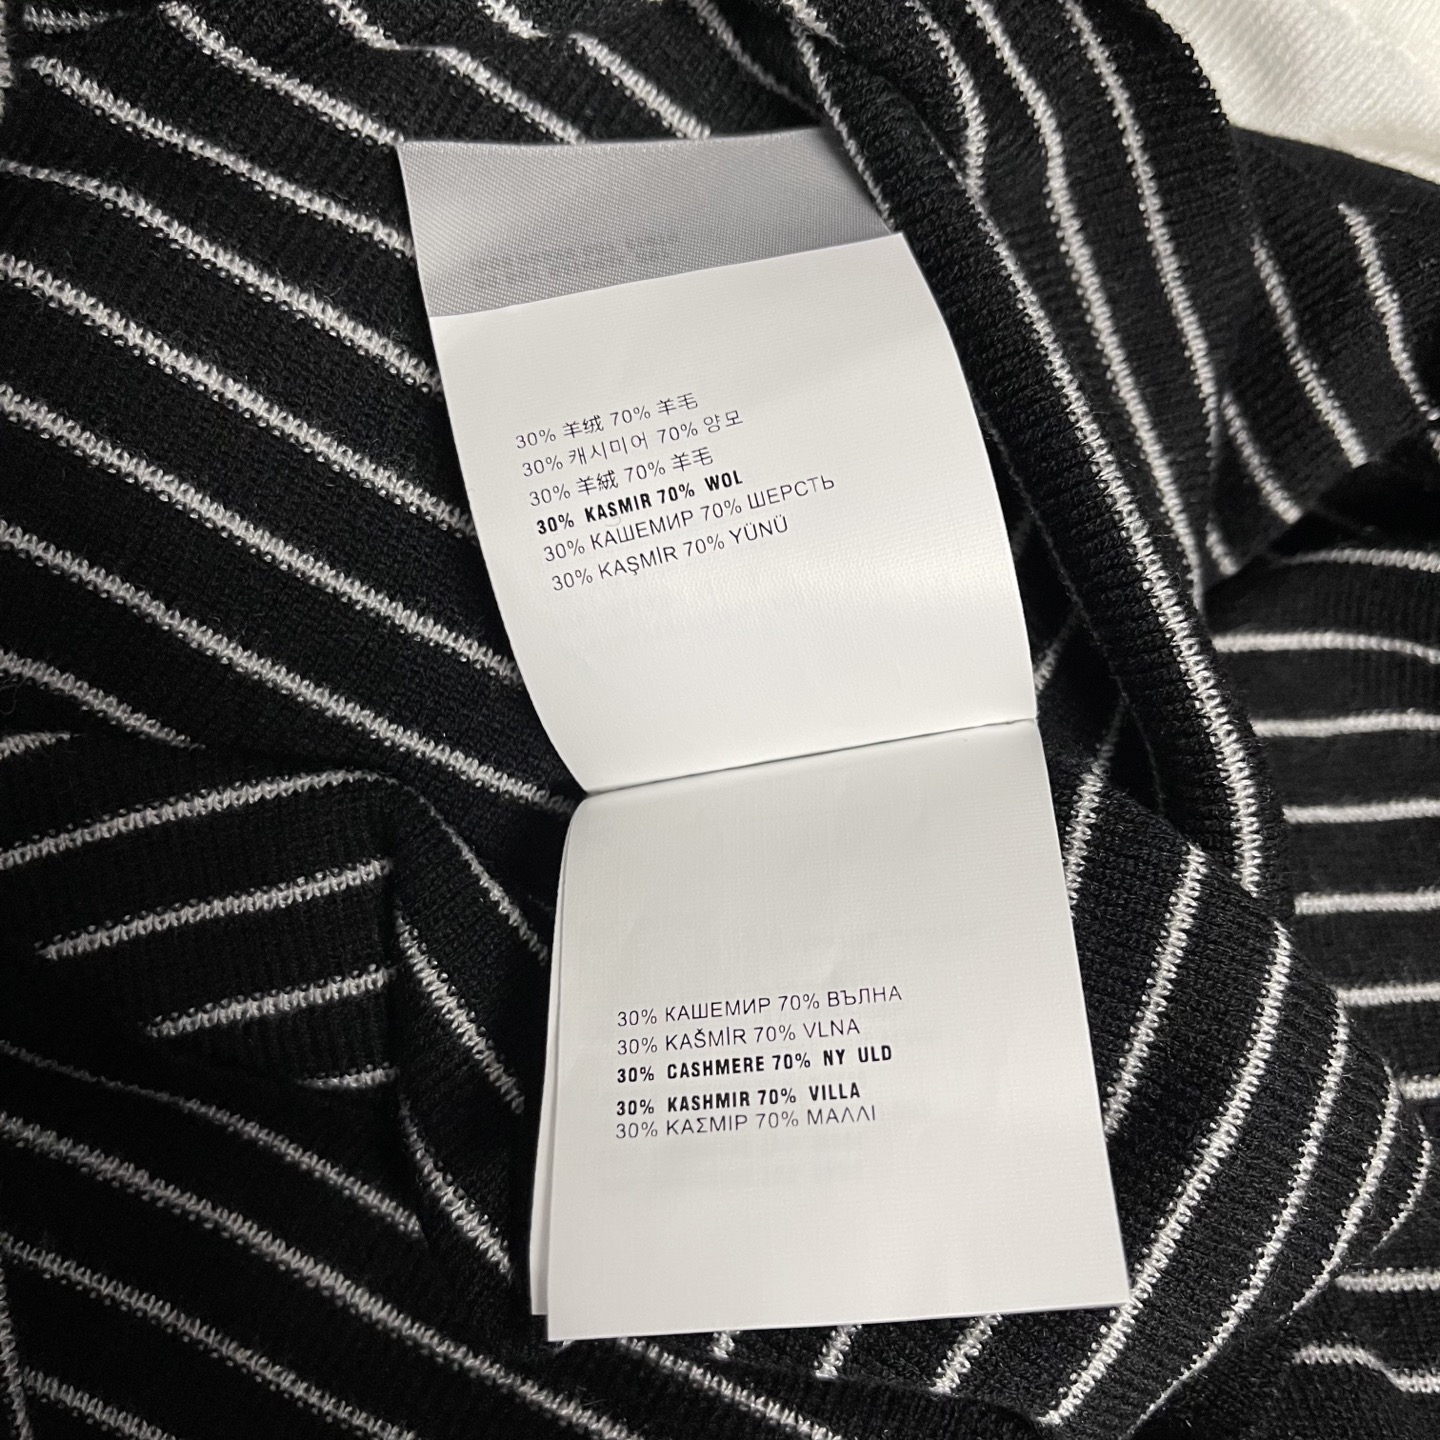 30% 羊绒 70% 羊毛
30% 캐시미어 70% 양모
30% 羊絨 70% 羊毛
30% KASMIR 70% WOL
30% КАШЕМИР 70% ШЕРСТЬ
30% KAŞMİR 70% YÜNÜ
30% КАШЕМИР 70% ВЪЛНА
30% KAŠMİR 70% VLNA
30% CASHMERE 70% NY ULD
30% KASHMIR 70% VILLA
30% ΚΑΣΜΙΡ 70% ΜΑΛΛΙ